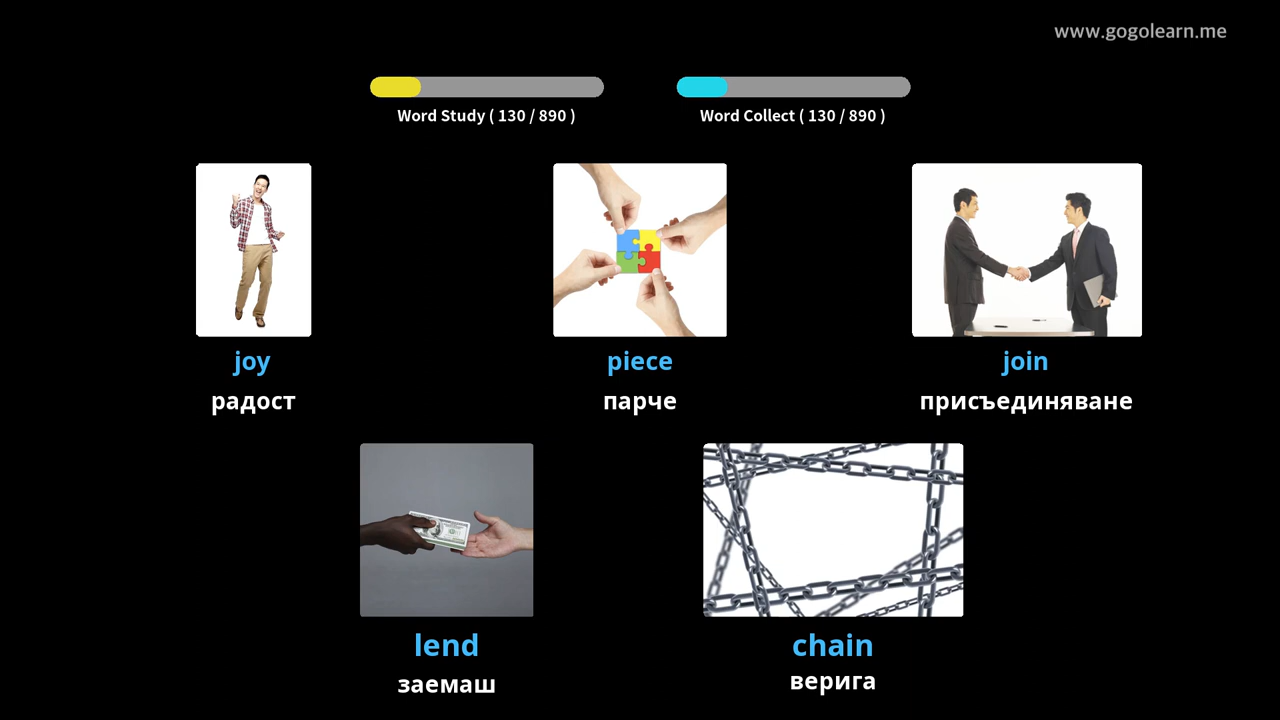 www.gogolearn.me
Word Study ( 130 / 890 )
Word Collect ( 130 / 890 )
joy
piece
join
радост
парче
присъединяване
lend
chain
заемаш
верига